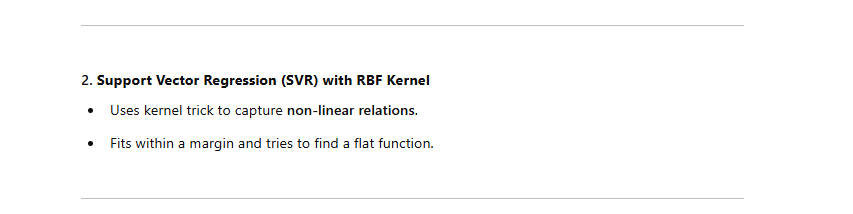 2. Support Vector Regression (SVR) with RBF Kernel
• Uses kernel trick to capture non-linear relations.
• Fits within a margin and tries to find a flat function.